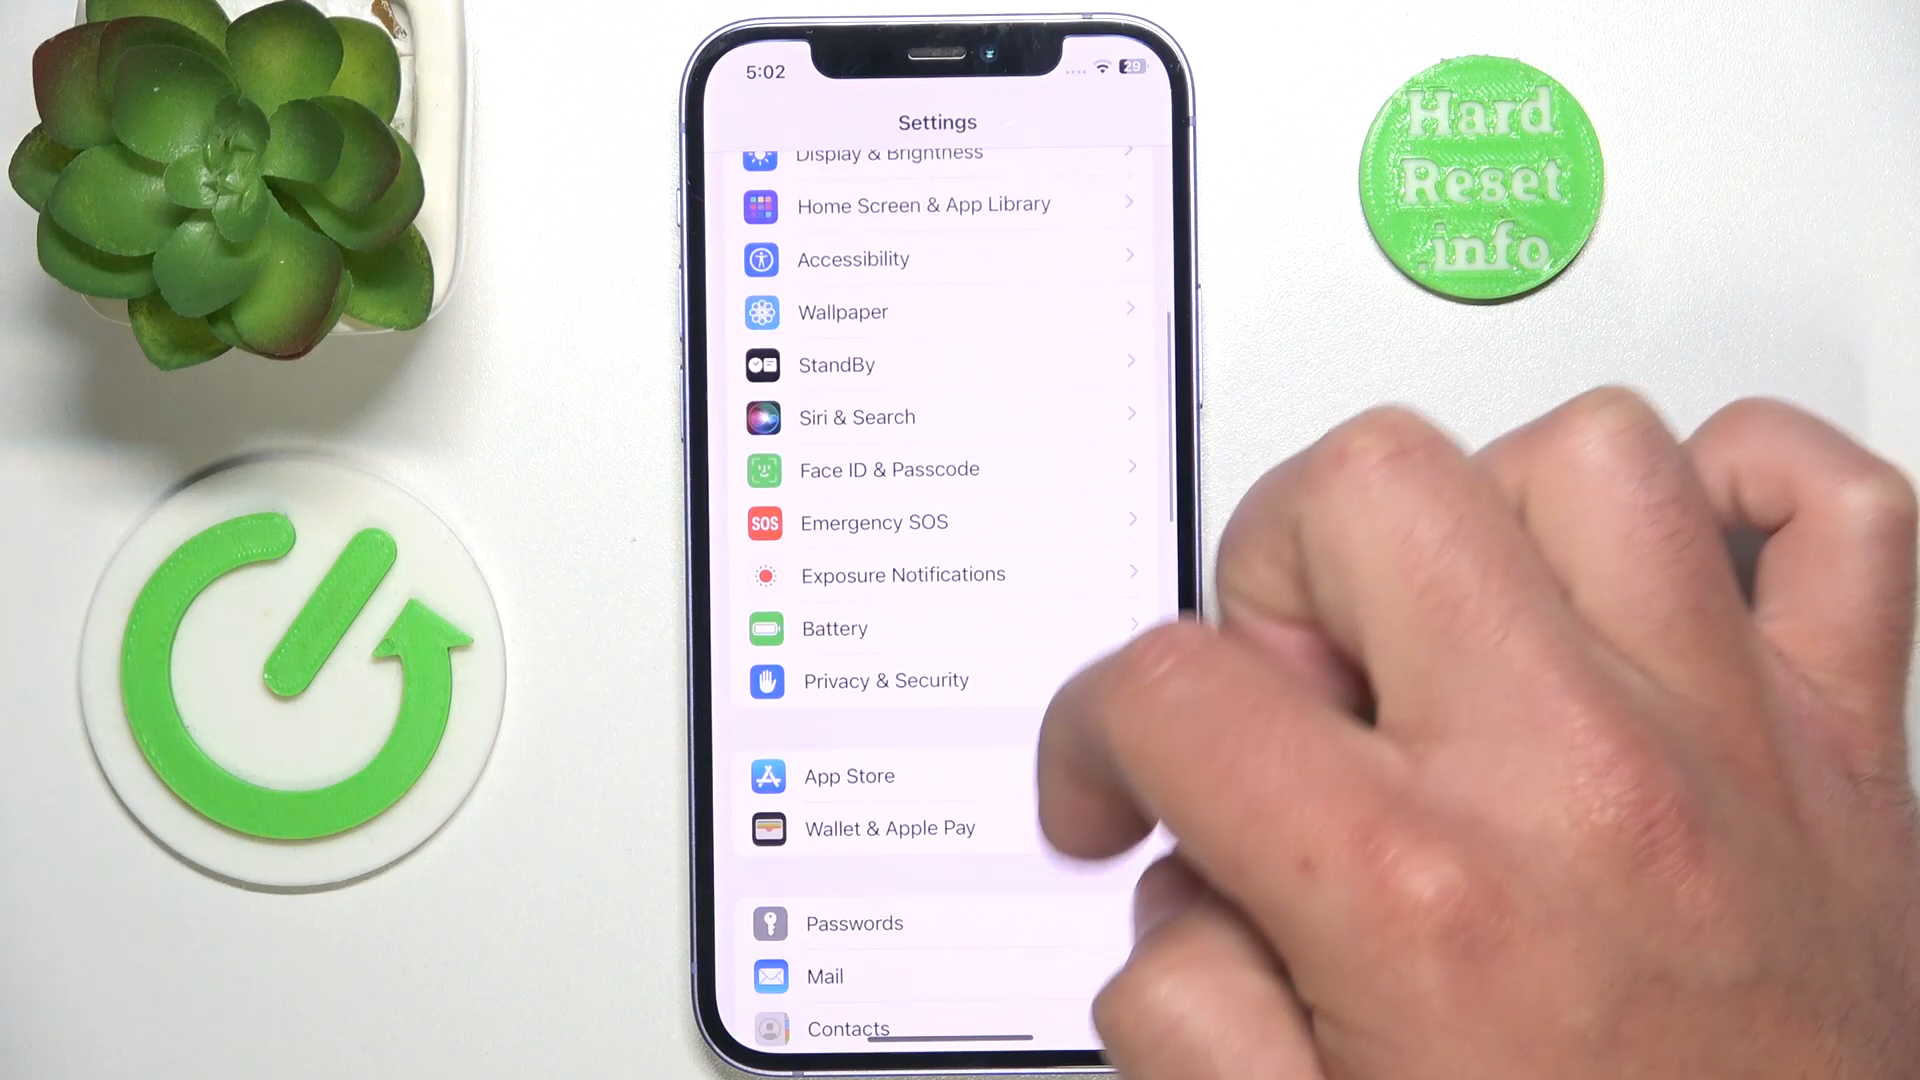 5:02
29
Settings
Display & Brightness
Home Screen & App Library
Accessibility
Wallpaper
StandBy
Siri & Search
Face ID & Passcode
SOS
Emergency SOS
Exposure Notifications
Battery
Privacy & Security
App Store
Wallet & Apple Pay
Passwords
Mail
Contacts
Hard
Reset
.info